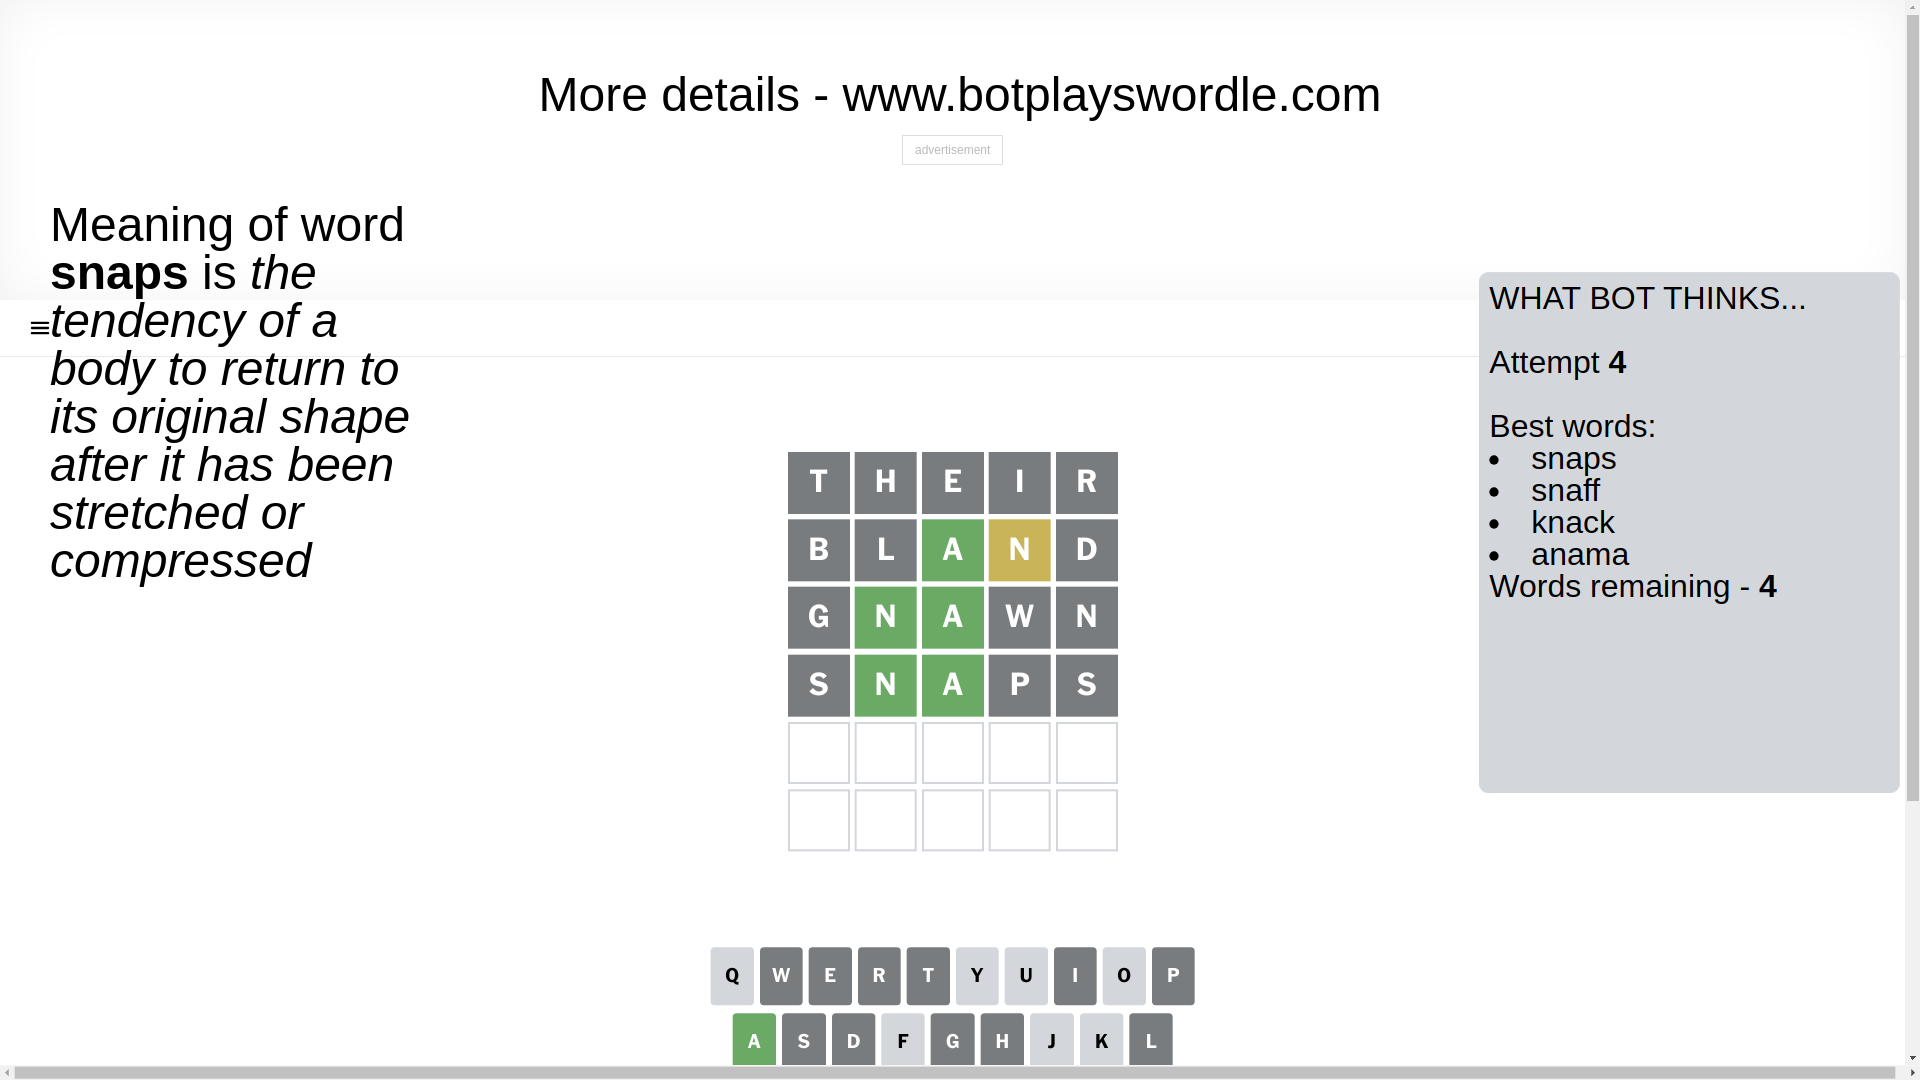 More details - www.botplayswordle.com
advertisement
Meaning of word
snaps is the
tendency of a
body to return to
its original shape
after it has been
stretched or
compressed
WHAT BOT THINKS...
Attempt 4
Best words:
• snaps
• snaff
• knack
• anama
Words remaining - 4
T H E I R
B L A N D
G N A W N
S N A P S
Q W E R T Y U I O P
A S D F G H J K L